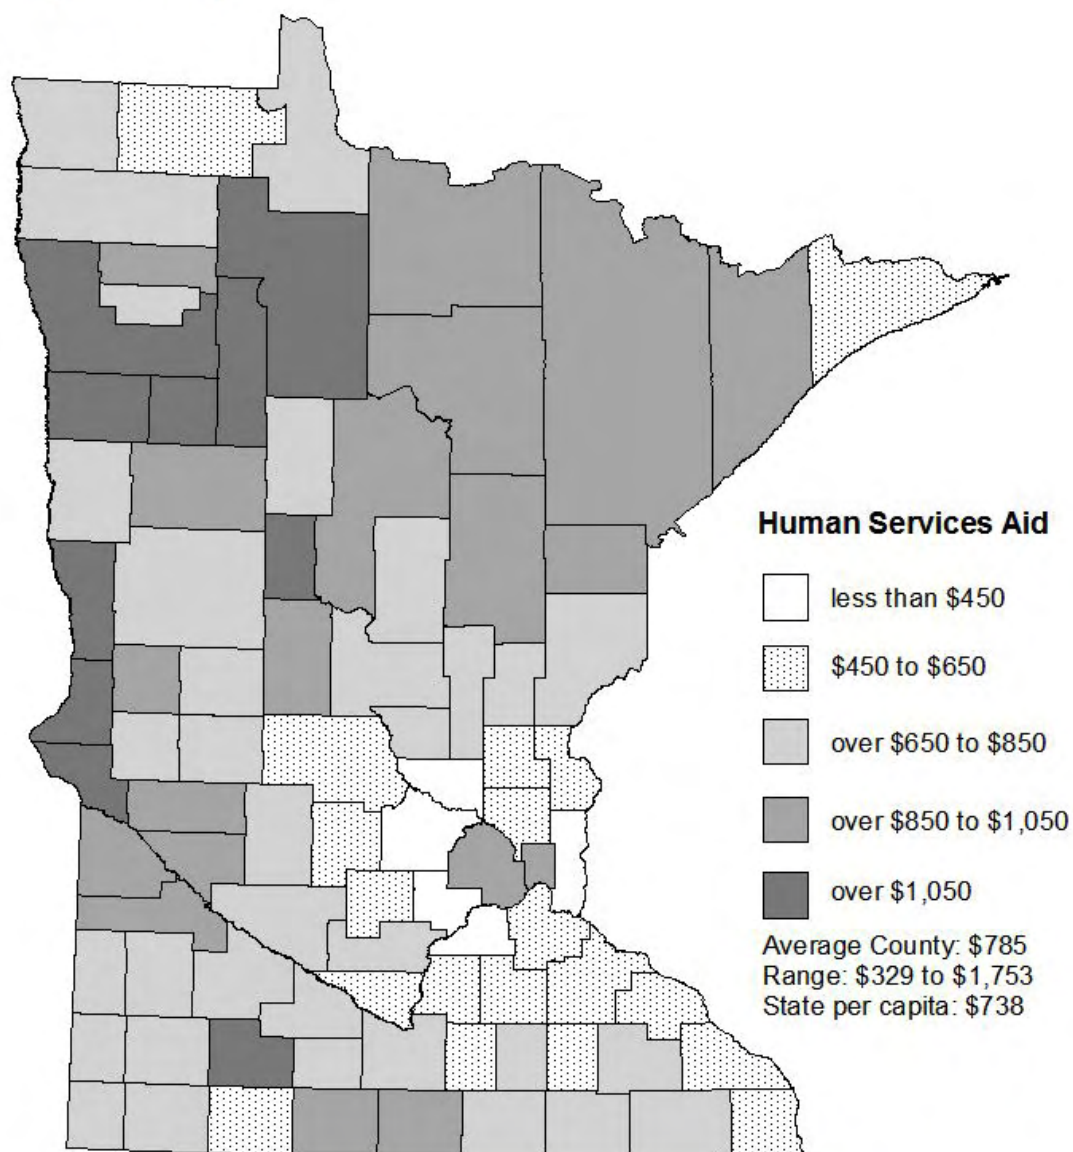 Human Services Aid
less than $450
$450 to $650
over $650 to $850
over $850 to $1,050
over $1,050
Average County: $785
Range: $329 to $1,753
State per capita: $738